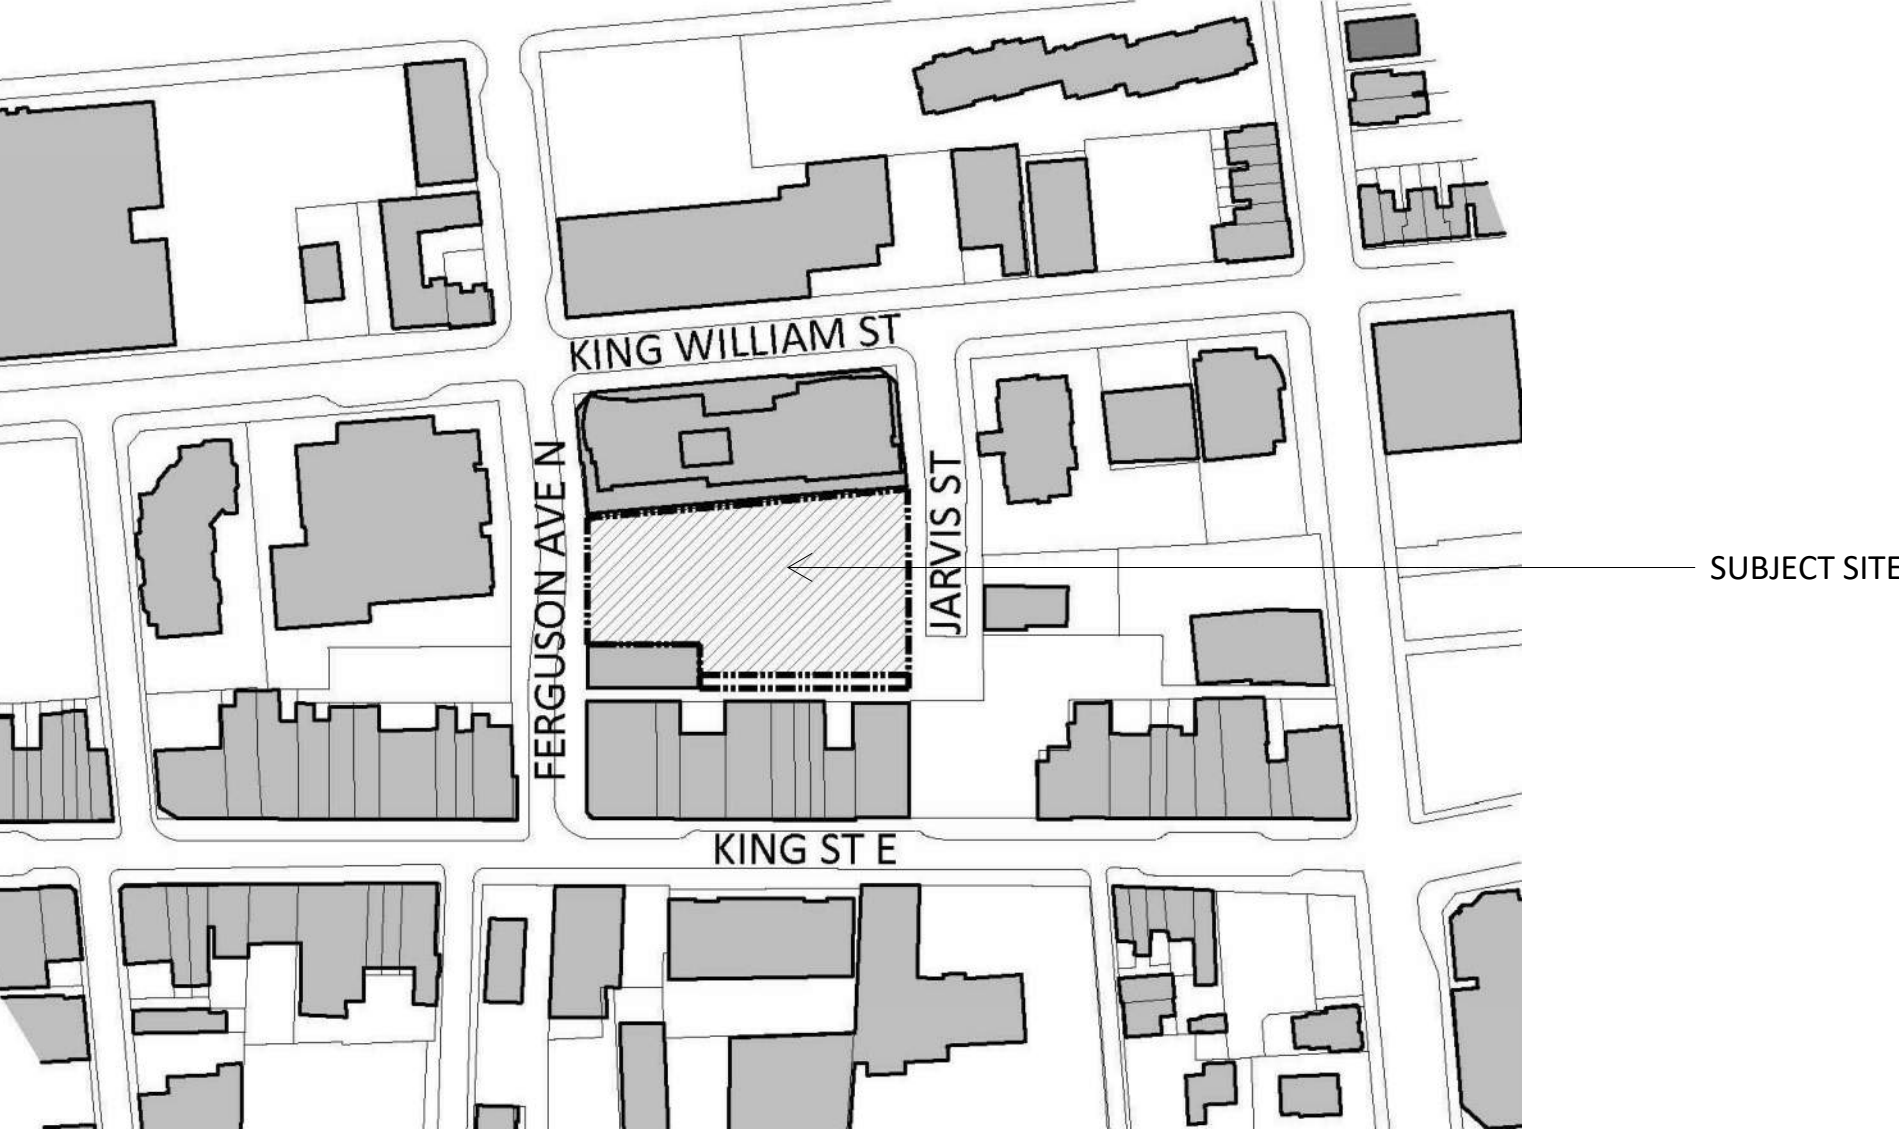 KING WILLIAM ST
FERGUSON AVE N
JARVIS ST
SUBJECT SITE
KING ST E